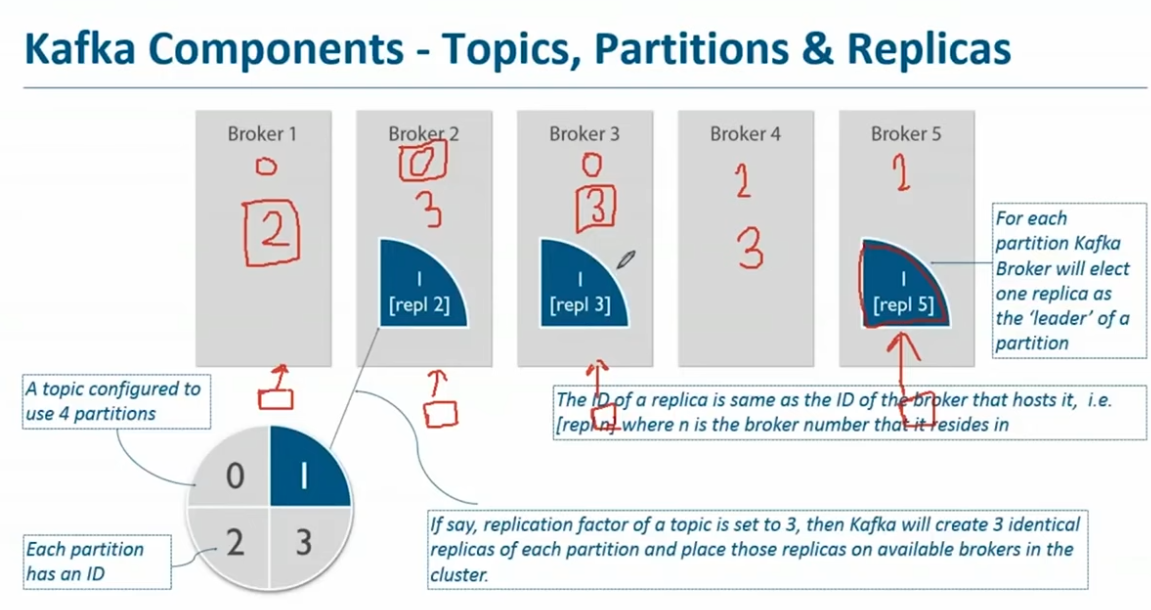 Kafka Components - Topics, Partitions & Replicas
Broker 1
Broker 2
Broker 3
Broker 4
Broker 5
0
0
0
2
2
2
3
3
3
1
[repl 2]
1
[repl 3]
1
[repl 5]
For each
partition Kafka
Broker will elect
one replica as
the ‘leader’ of a
partition
A topic configured to
use 4 partitions
The ID of a replica is same as the ID of the broker that hosts it, i.e.
[repl n] where n is the broker number that it resides in
0
1
2
3
Each partition
has an ID
If say, replication factor of a topic is set to 3, then Kafka will create 3 identical
replicas of each partition and place those replicas on available brokers in the
cluster.